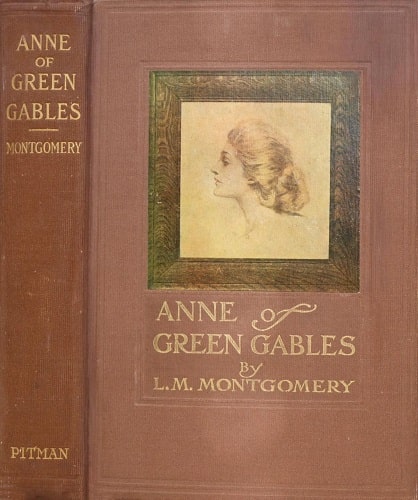 ANNE
OF
GREEN
GABLES
MONTGOMERY
PITMAN
ANNE of
GREEN GABLES
By
L.M. MONTGOMERY